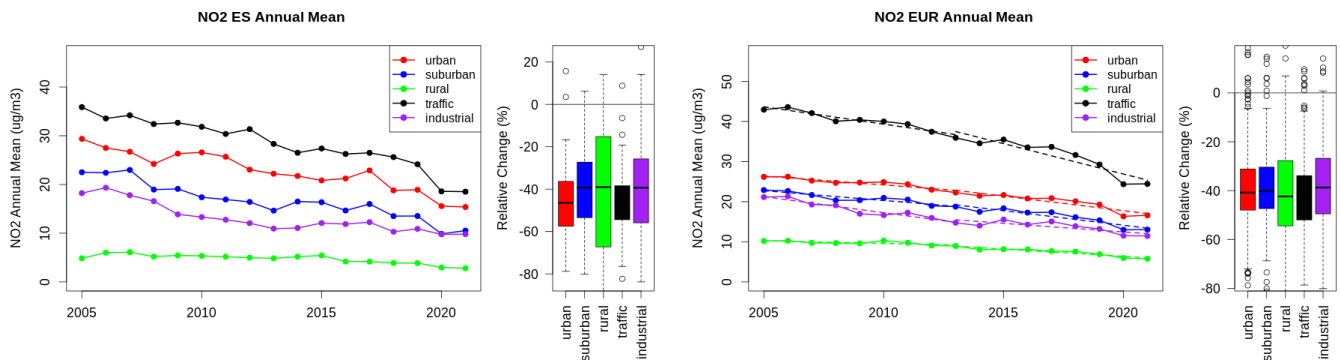 NO2 ES Annual Mean
NO2 Annual Mean (ug/m3)
40
30
20
10
0
2005
2010
2015
2020
urban
suburban
rural
traffic
industrial
Relative Change (%)
20
0
-20
-40
-60
-80
urban
suburban
rural
traffic
industrial
NO2 EUR Annual Mean
NO2 Annual Mean (ug/m3)
50
40
30
20
10
0
2005
2010
2015
2020
urban
suburban
rural
traffic
industrial
Relative Change (%)
0
-20
-40
-60
-80
urban
suburban
rural
traffic
industrial